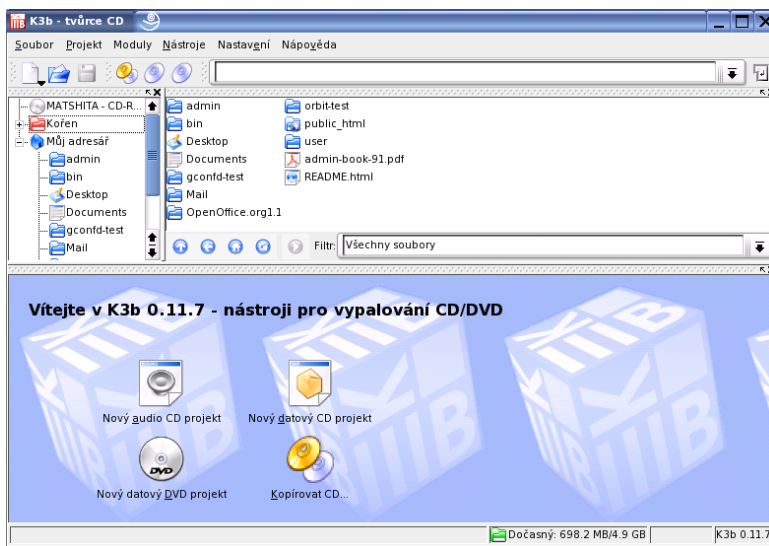 K3b - tvůrce CD
Soubor Projekt Moduly Nástroje Nastavení Nápověda
MATSHITA - CD-R...
Kořen
Můj adresář
admin
bin
Desktop
Documents
gconfd-test
Mail
admin
bin
Desktop
Documents
gconfd-test
Mail
OpenOffice.org1.1
orbit-test
public_html
user
admin-book-91.pdf
README.html
Filtr: Všechny soubory
Vítejte v K3b 0.11.7 - nástroji pro vypalování CD/DVD
Nový audio CD projekt
Nový datový CD projekt
Nový datový DVD projekt
Kopírovat CD...
Dočasný: 698.2 MB/4.9 GB
K3b 0.11.7